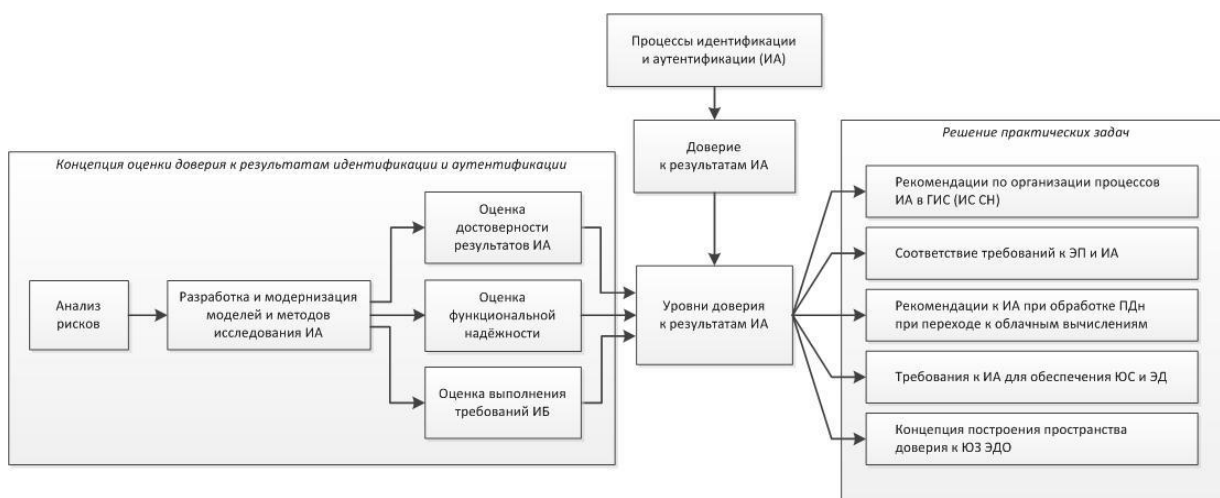 Процессы идентификации
и аутентификации (ИА)
Доверие
к результатам ИА
Концепция оценки доверия к результатам идентификации и аутентификации
Анализ
рисков
Разработка и модернизация
моделей и методов
исследования ИА
Оценка
достоверности
результатов ИА
Оценка
функциональной
надёжности
Оценка выполнения
требований ИБ
Уровни доверия
к результатам ИА
Решение практических задач
Рекомендации по организации процессов
ИА в ГИС (ИС СН)
Соответствие требований к ЭП и ИА
Рекомендации к ИА при обработке ПДн
при переходе к облачным вычислениям
Требования к ИА для обеспечения ЮС и ЭД
Концепция построения пространства
доверия к ЮЗ ЭДО